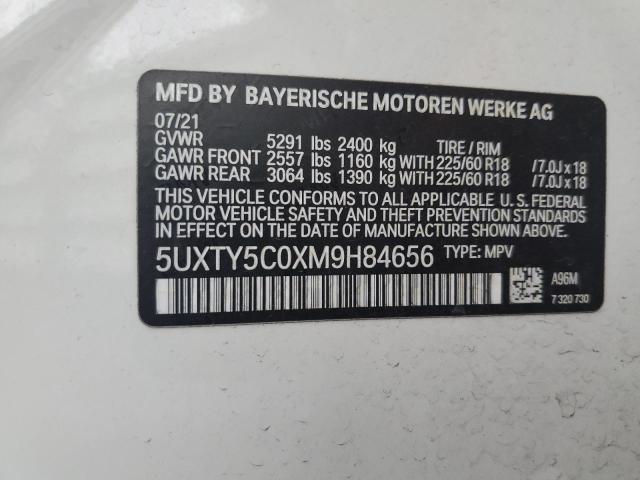 MFD BY BAYERISCHE MOTOREN WERKE AG
07/21
GVWR 5291 lbs 2400 kg TIRE / RIM
GAWR FRONT 2557 lbs 1160 kg WITH 225/60 R18 /7.0J x 18
GAWR REAR 3064 lbs 1390 kg WITH 225/60 R18 /7.0J x 18
THIS VEHICLE CONFORMS TO ALL APPLICABLE U. S. FEDERAL
MOTOR VEHICLE SAFETY AND THEFT PREVENTION STANDARDS
IN EFFECT ON THE DATE OF MANUFACTURE SHOWN ABOVE.
5UXTY5C0XM9H84656 TYPE: MPV
A96M
7 320 730